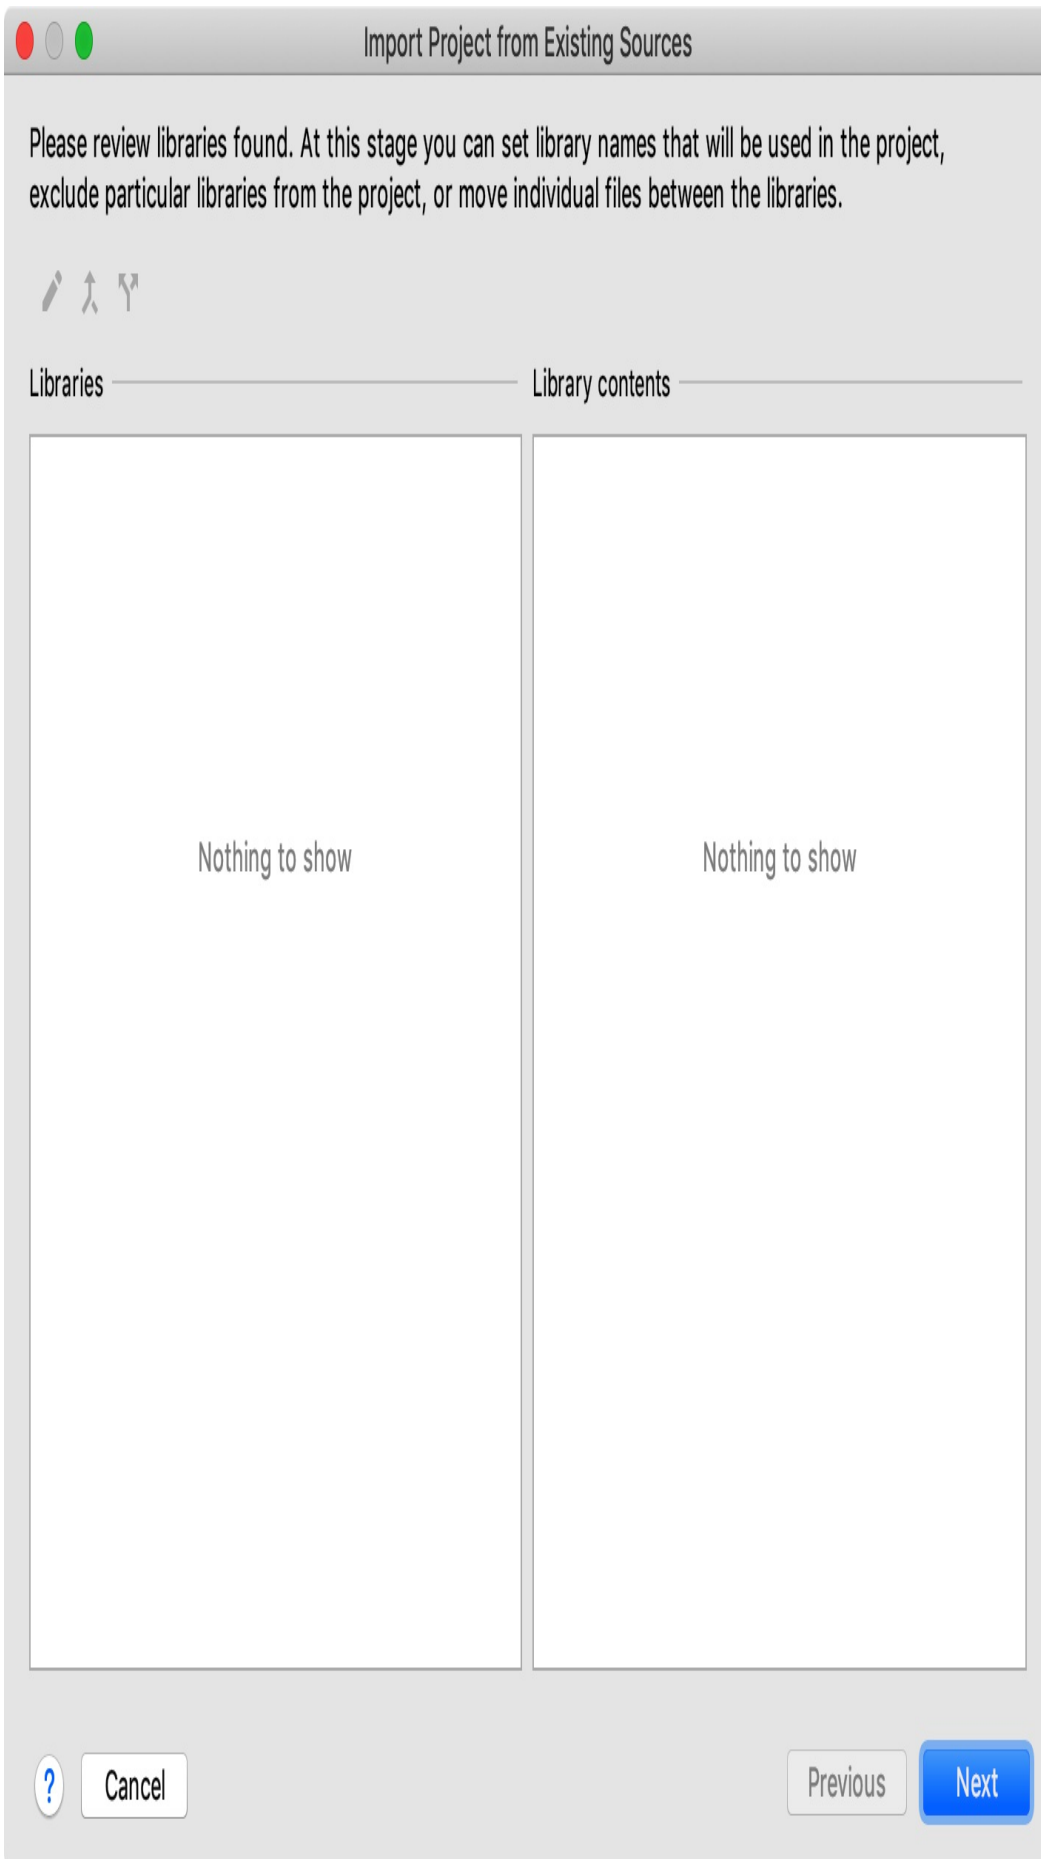 Import Project from Existing Sources
Please review libraries found. At this stage you can set library names that will be used in the project,
exclude particular libraries from the project, or move individual files between the libraries.
Libraries
Library contents
Nothing to show
Nothing to show
?
Cancel
Previous
Next